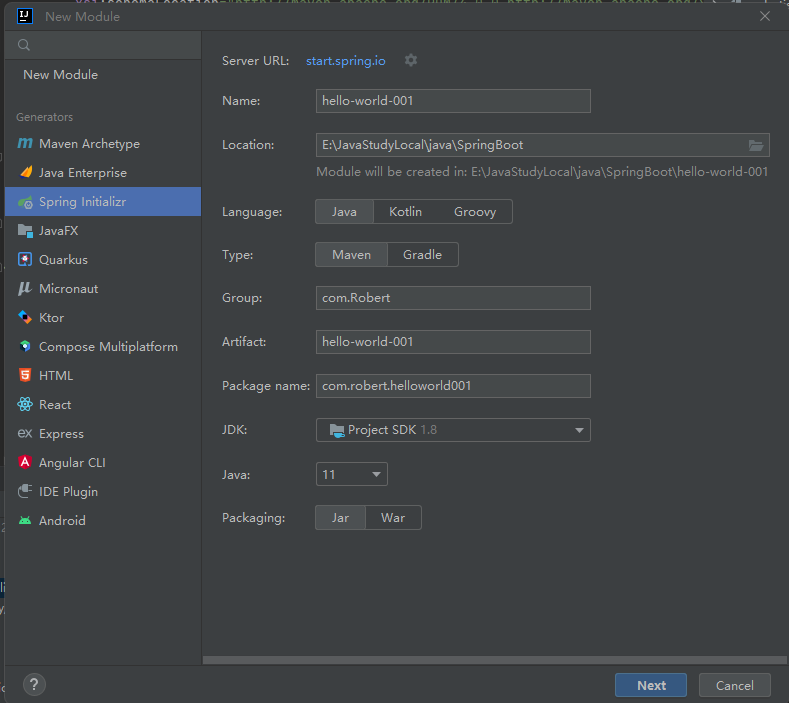 New Module
New Module
Generators
Maven Archetype
Java Enterprise
Spring Initializr
JavaFX
Quarkus
Micronaut
Ktor
Compose Multiplatform
HTML
React
ex Express
Angular CLI
IDE Plugin
Android
Server URL: start.spring.io
Name: hello-world-001
Location: E:\JavaStudyLocal\java\SpringBoot
Module will be created in: E:\JavaStudyLocal\java\SpringBoot\hello-world-001
Language: Java Kotlin Groovy
Type: Maven Gradle
Group: com.Robert
Artifact: hello-world-001
Package name: com.robert.helloworld001
JDK: Project SDK 1.8
Java: 11
Packaging: Jar War
? Next Cancel